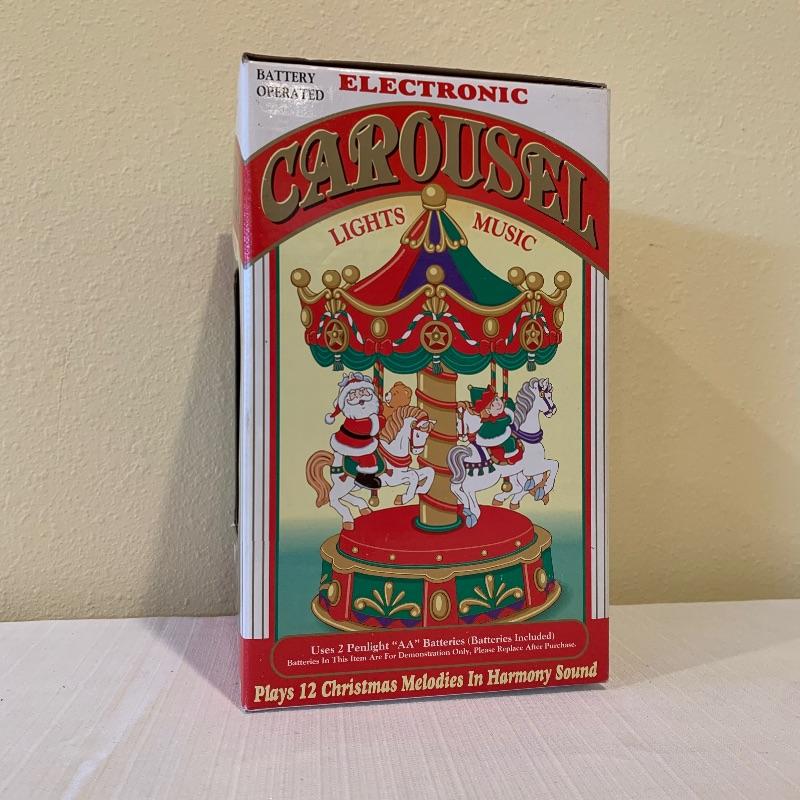 BATTERY
OPERATED
ELECTRONIC
CAROUSEL
LIGHTS MUSIC
Uses 2 Penlight "AA" Batteries (Batteries Included)
Batteries In This Item Are For Demonstration Only, Please Replace After Purchase.
Plays 12 Christmas Melodies In Harmony Sound